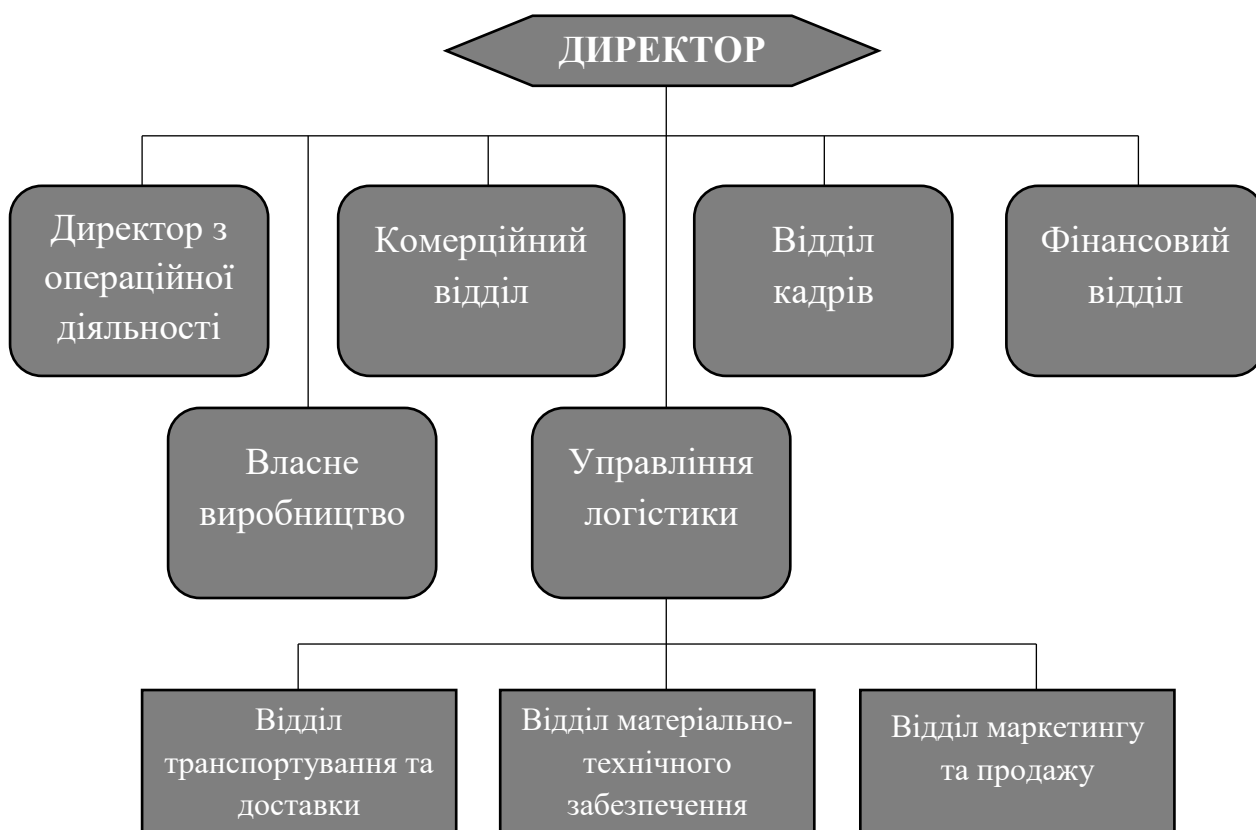 ДИРЕКТОР
Директор з
операційної
діяльності
Комерційний
відділ
Відділ
кадрів
Фінансовий
відділ
Власне
виробництво
Управління
логістики
Відділ
транспортування та
доставки
Відділ матеріально-
технічного
забезпечення
Відділ маркетингу
та продажу